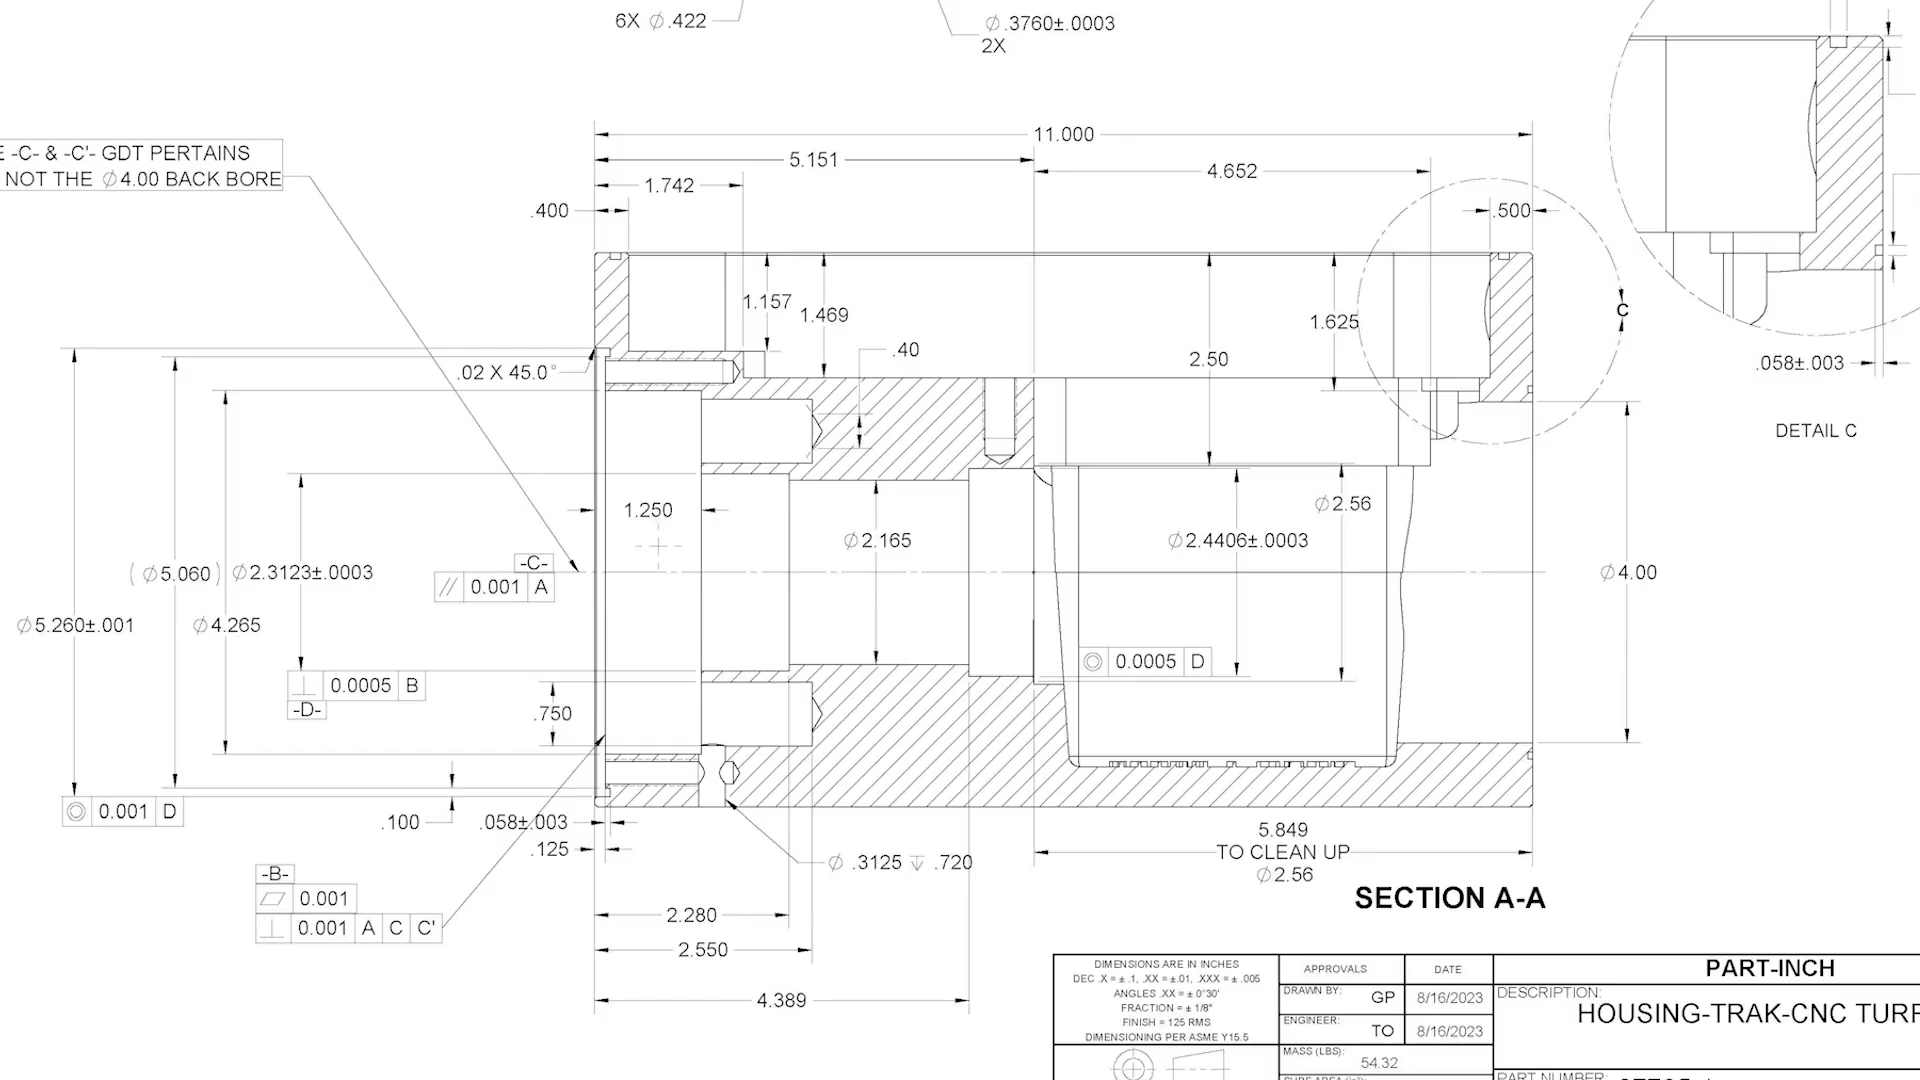 6X ∅.422
∅.3760±.0003
2X
-C- & -C'- GDT PERTAINS
NOT THE ∅4.00 BACK BORE
11.000
5.151
4.652
1.742
.400
.500
1.157
1.469
1.625
C
2.50
.40
.02 X 45.0°
.058±.003
DETAIL C
1.250
∅2.56
∅2.165
∅2.4406±.0003
-C-
(∅5.060)
∅2.3123±.0003
// 0.001 A
∅4.00
∅5.260±.001
∅4.265
◎ 0.0005 D
⊥ 0.0005 B
-D-
.750
◎ 0.001 D
.100
.058±.003
.125
∅ .3125 ↧ .720
5.849
TO CLEAN UP
∅2.56
-B-
▱ 0.001
⊥ 0.001 A C C'
SECTION A-A
2.280
2.550
4.389
DIMENSIONS ARE IN INCHES
DEC .X = ± .1, .XX = ±.01, .XXX = ± .005
ANGLES .XX = ± 0°30'
FRACTION = ± 1/8"
FINISH = 125 RMS
DIMENSIONING PER ASME Y15.5
APPROVALS
DATE
DRAWN BY:
GP
8/16/2023
ENGINEER:
TO
8/16/2023
MASS (LBS):
54.32
PART-INCH
DESCRIPTION:
HOUSING-TRAK-CNC
PART NUMBER: